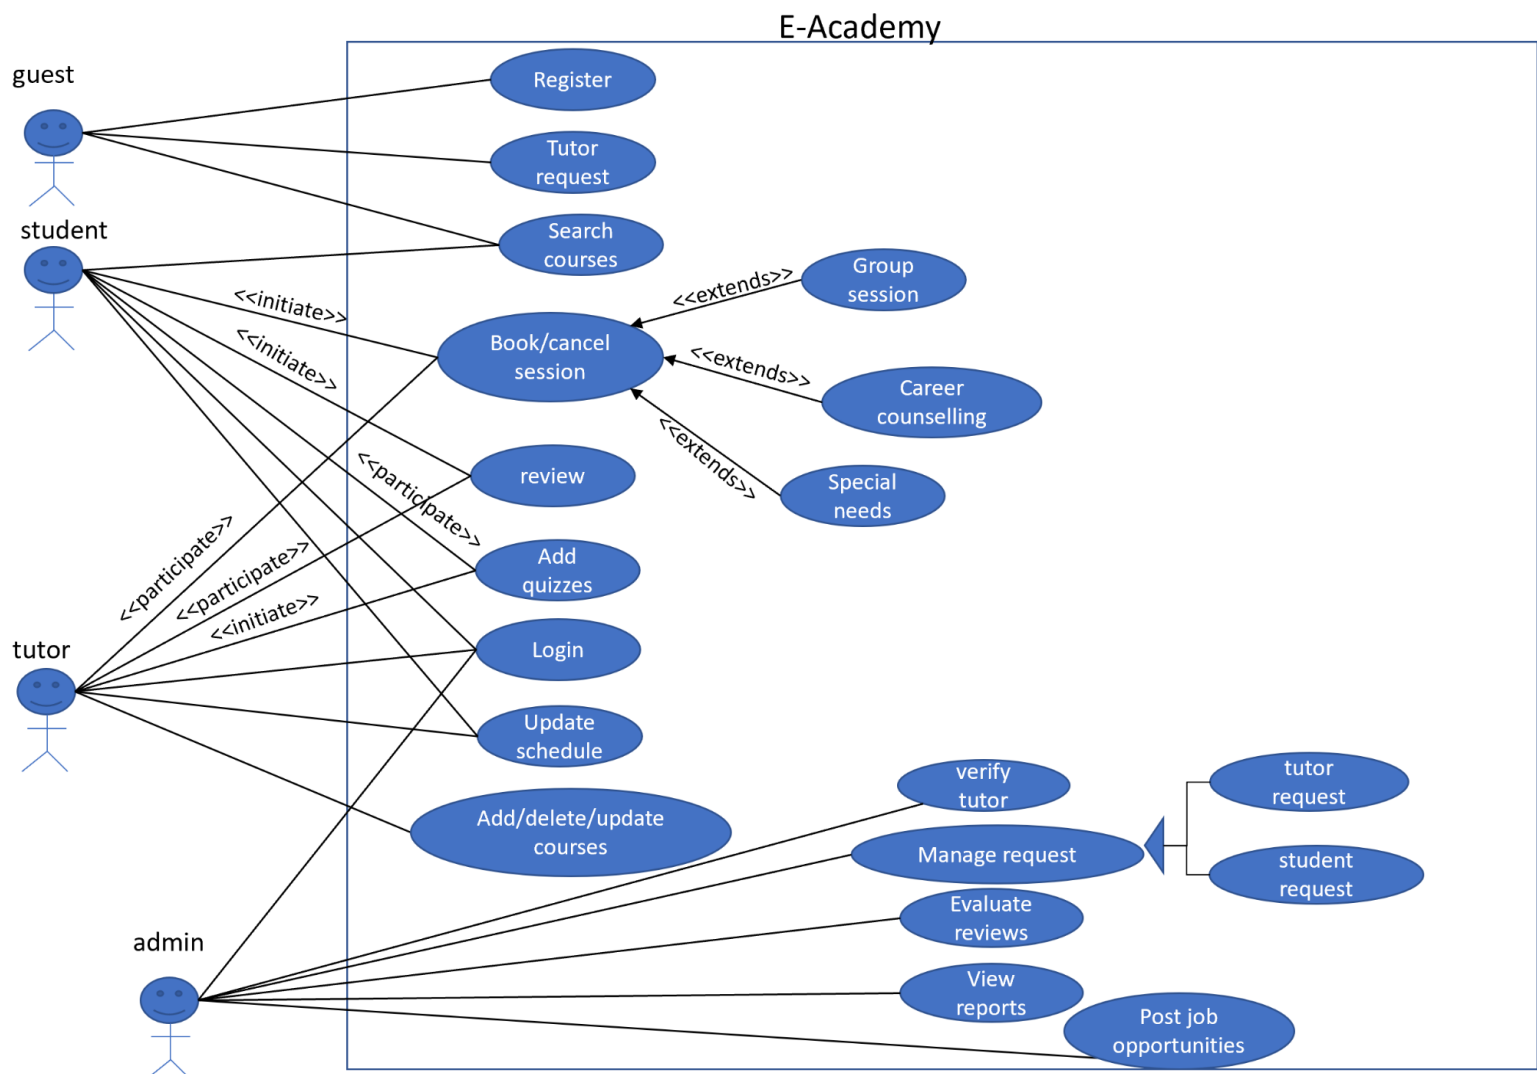 E-Academy
guest
Register
Tutor
request
student
Search
courses
<<initiate>>
<<initiate>>
Book/cancel
session
<<extends>>
Group
session
<<extends>>
Career
counselling
<<extends>>
Special
needs
review
<<participate>>
<<participate>>
<<participate>>
<<initiate>>
Add
quizzes
tutor
Login
Update
schedule
Add/delete/update
courses
verify
tutor
Manage request
tutor
request
student
request
admin
Evaluate
reviews
View
reports
Post job
opportunities